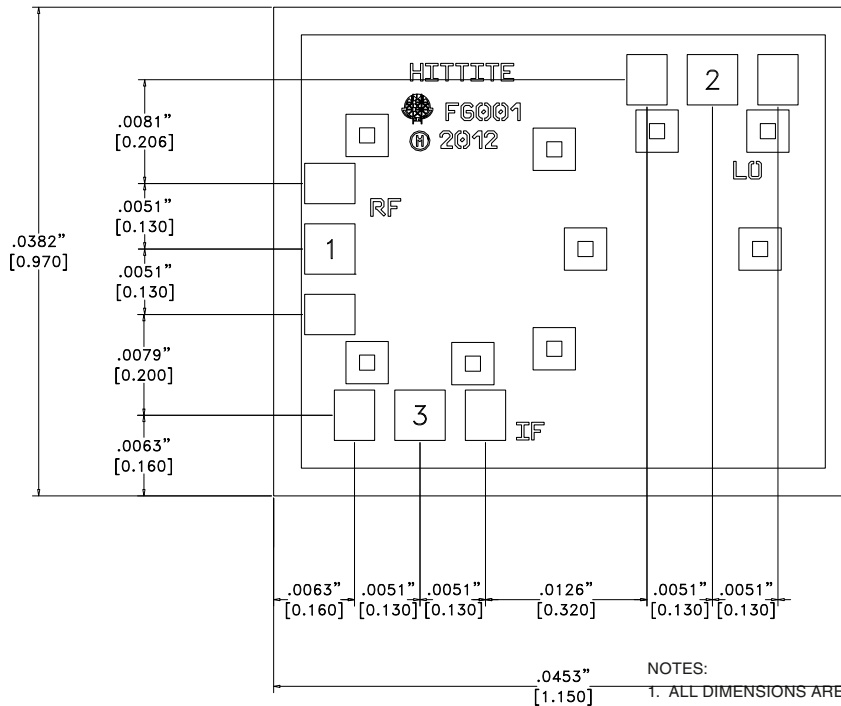 HITTITE
2
FG001
M 2012
.0081"
[0.206]
LO
RF
.0051"
[0.130]
1
.0382"
[0.970]
.0051"
[0.130]
.0079"
[0.200]
3
IF
.0063"
[0.160]
.0063" .0051" .0051" .0126" .0051" .0051"
[0.160] [0.130] [0.130] [0.320] [0.130] [0.130]
.0453"
[1.150]
NOTES:
1. ALL DIMENSIONS ARE